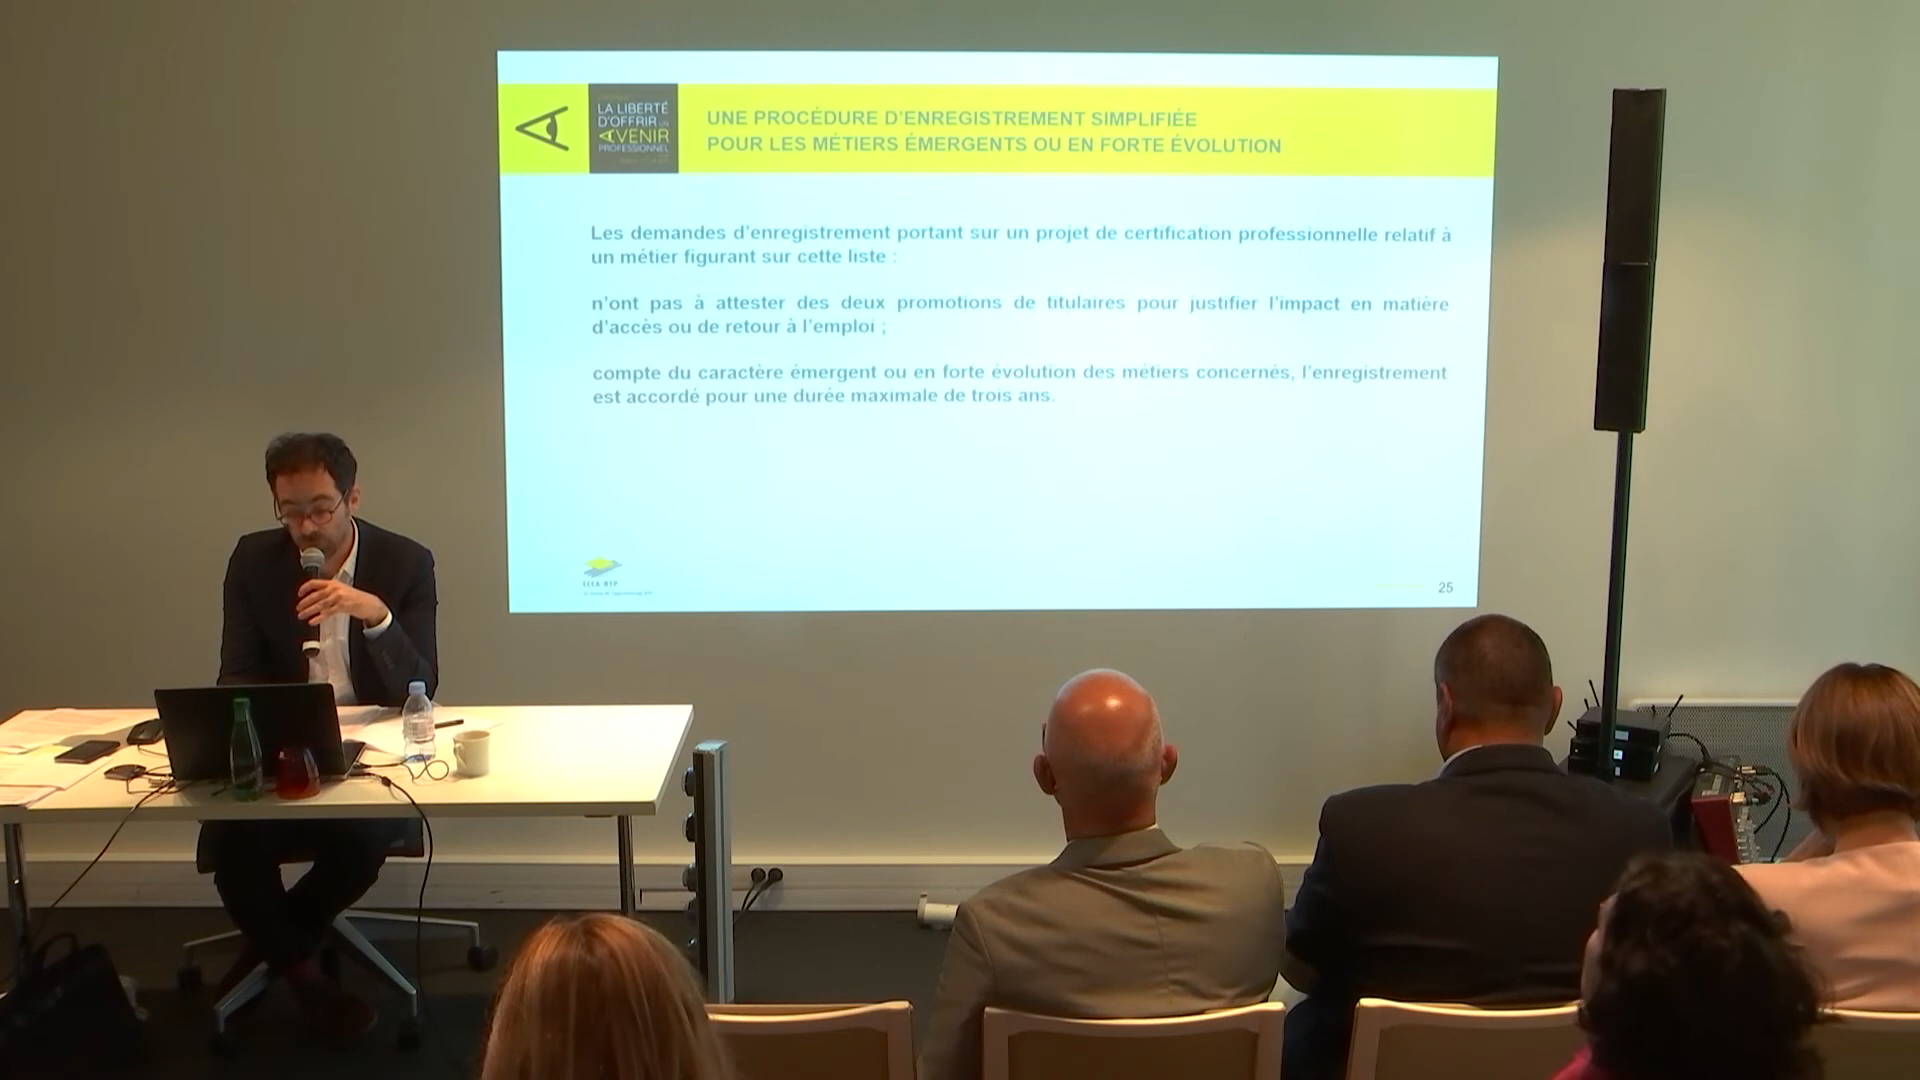 LA LIBERTÉ
D'OFFRIR UN
AVENIR
PROFESSIONNEL
UNE PROCÉDURE D'ENREGISTREMENT SIMPLIFIÉE
POUR LES MÉTIERS ÉMERGENTS OU EN FORTE ÉVOLUTION
Les demandes d'enregistrement portant sur un projet de certification professionnelle relatif à
un métier figurant sur cette liste :
n'ont pas à attester des deux promotions de titulaires pour justifier l'impact en matière
d'accès ou de retour à l'emploi ;
compte du caractère émergent ou en forte évolution des métiers concernés, l'enregistrement
est accordé pour une durée maximale de trois ans.
CCCA BTP
25